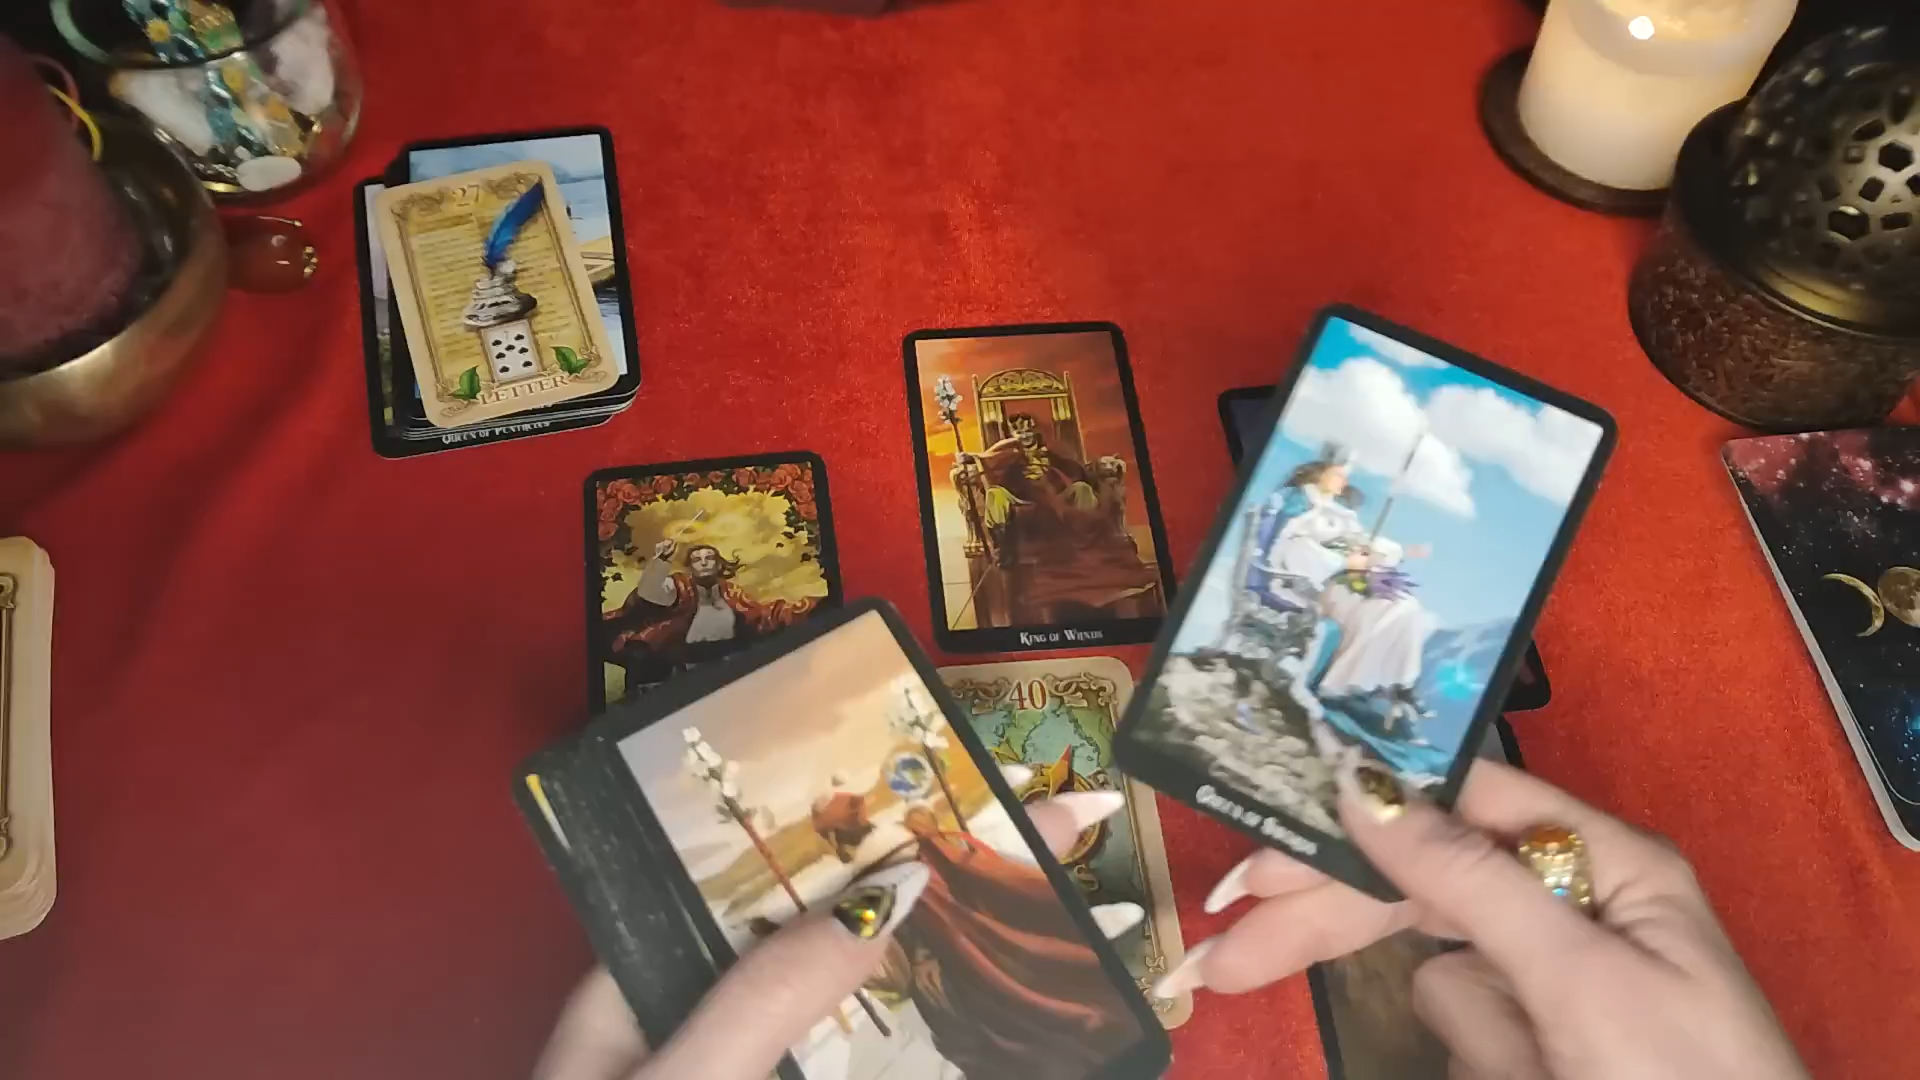 27
LETTER
QUEEN OF PENTACLES
KING OF WANDS
40
QUEEN OF SWORDS